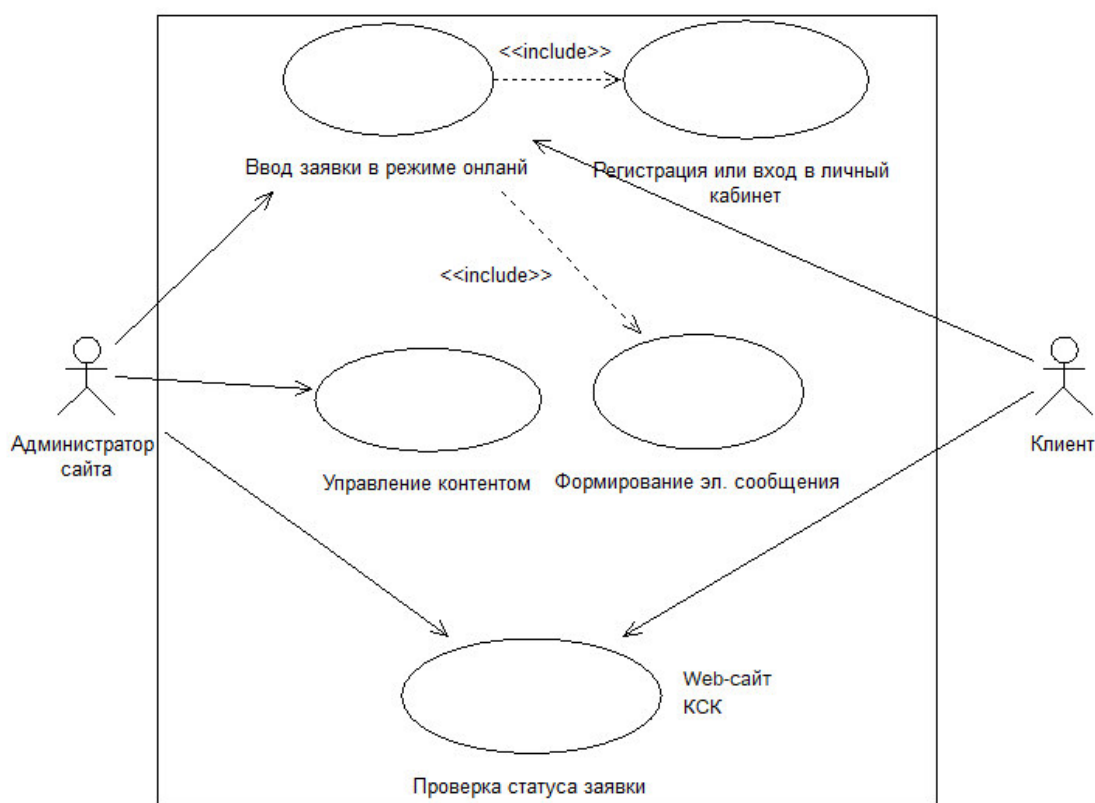 <<include>>
Ввод заявки в режиме онланй
Регистрация или вход в личный
кабинет
<<include>>
Администратор
сайта
Клиент
Управление контентом
Формирование эл. сообщения
Web-сайт
КСК
Проверка статуса заявки